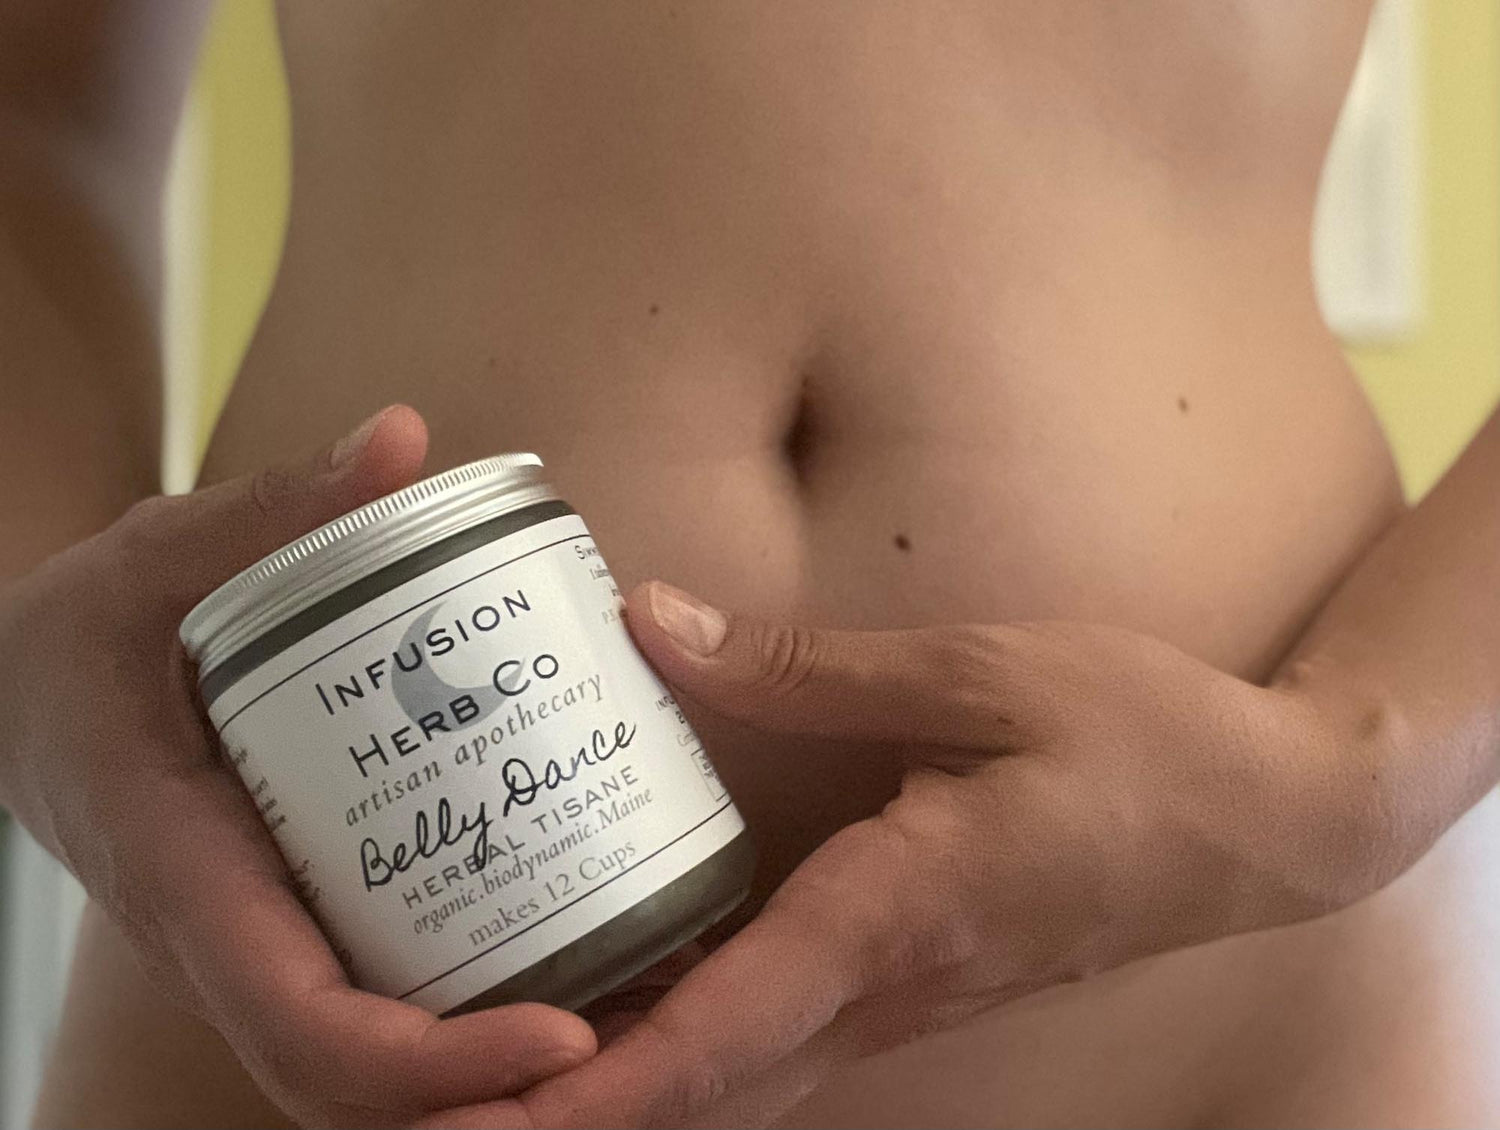 INFUSION
HERB CO
artisan apothecary
Belly Dance
HERBAL TISANE
organic.biodynamic.Maine
makes 12 Cups